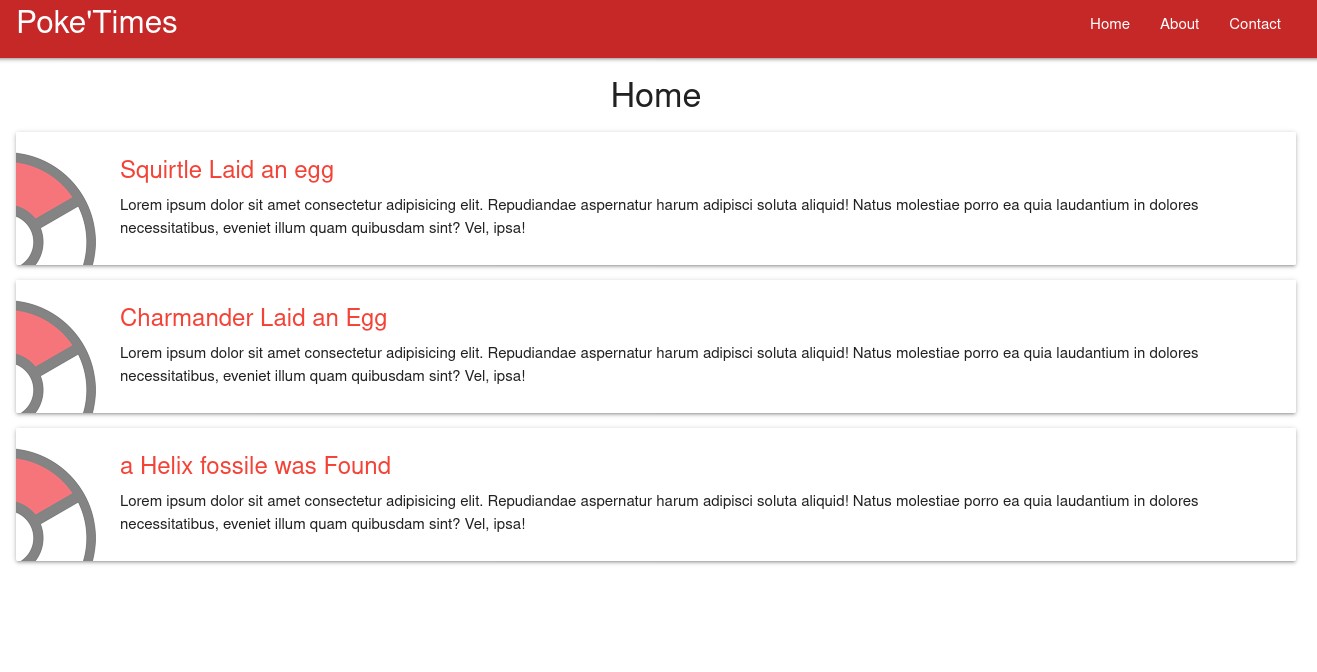 Poke'Times
Home About Contact
Home
Squirtle Laid an egg
Lorem ipsum dolor sit amet consectetur adipisicing elit. Repudiandae aspernatur harum adipisci soluta aliquid! Natus molestiae porro ea quia laudantium in dolores
necessitatibus, eveniet illum quam quibusdam sint? Vel, ipsa!
Charmander Laid an Egg
Lorem ipsum dolor sit amet consectetur adipisicing elit. Repudiandae aspernatur harum adipisci soluta aliquid! Natus molestiae porro ea quia laudantium in dolores
necessitatibus, eveniet illum quam quibusdam sint? Vel, ipsa!
a Helix fossile was Found
Lorem ipsum dolor sit amet consectetur adipisicing elit. Repudiandae aspernatur harum adipisci soluta aliquid! Natus molestiae porro ea quia laudantium in dolores
necessitatibus, eveniet illum quam quibusdam sint? Vel, ipsa!